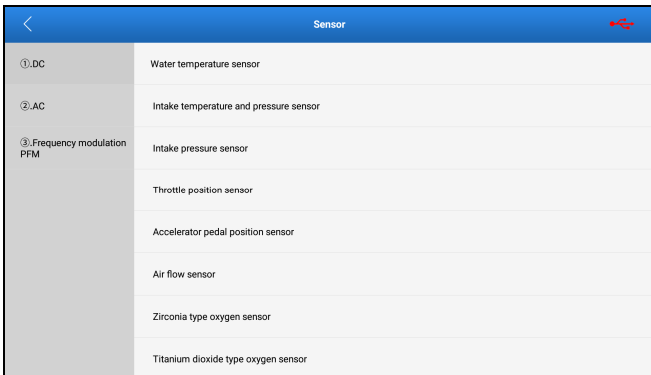 Sensor
①.DC
②.AC
③.Frequency modulation
PFM
Water temperature sensor
Intake temperature and pressure sensor
Intake pressure sensor
Throttle position sensor
Accelerator pedal position sensor
Air flow sensor
Zirconia type oxygen sensor
Titanium dioxide type oxygen sensor